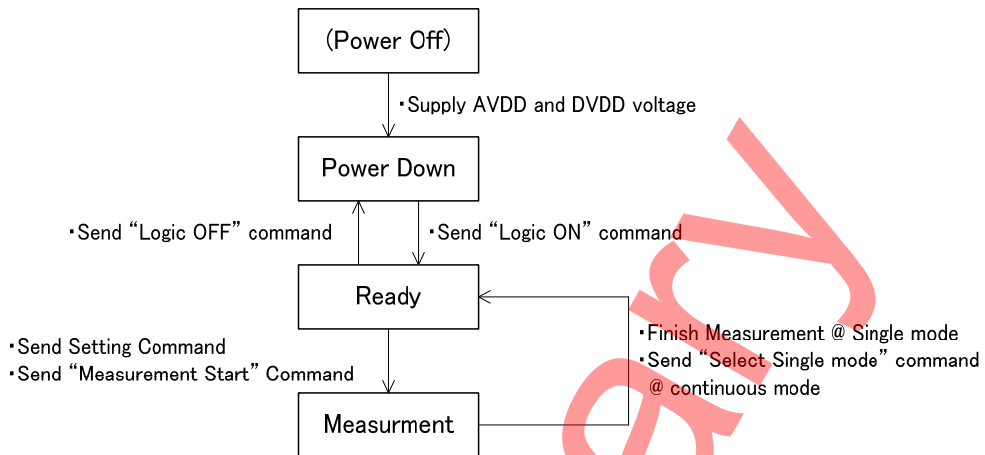 (Power Off)
・Supply AVDD and DVDD voltage
Power Down
・Send “Logic OFF” command
・Send “Logic ON” command
Ready
・Finish Measurement @ Single mode
・Send “Select Single mode” command
@ continuous mode
・Send Setting Command
・Send “Measurement Start” Command
Measurment
ary